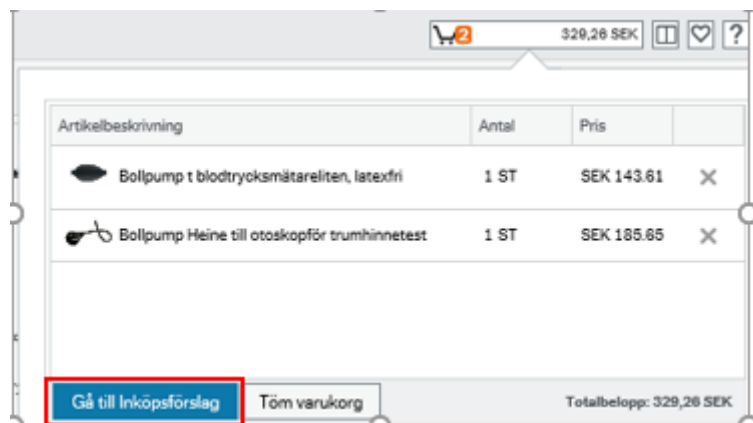 2 329,26 SEK ?
Artikelbeskrivning Antal Pris
Bollpump t blodtrycksmätareliten, latexfri 1 ST SEK 143.61
Bollpump Heine till otoskopför trumhinnetest 1 ST SEK 185.65
Gå till Inköpsförslag Töm varukorg Totalbelopp: 329,26 SEK